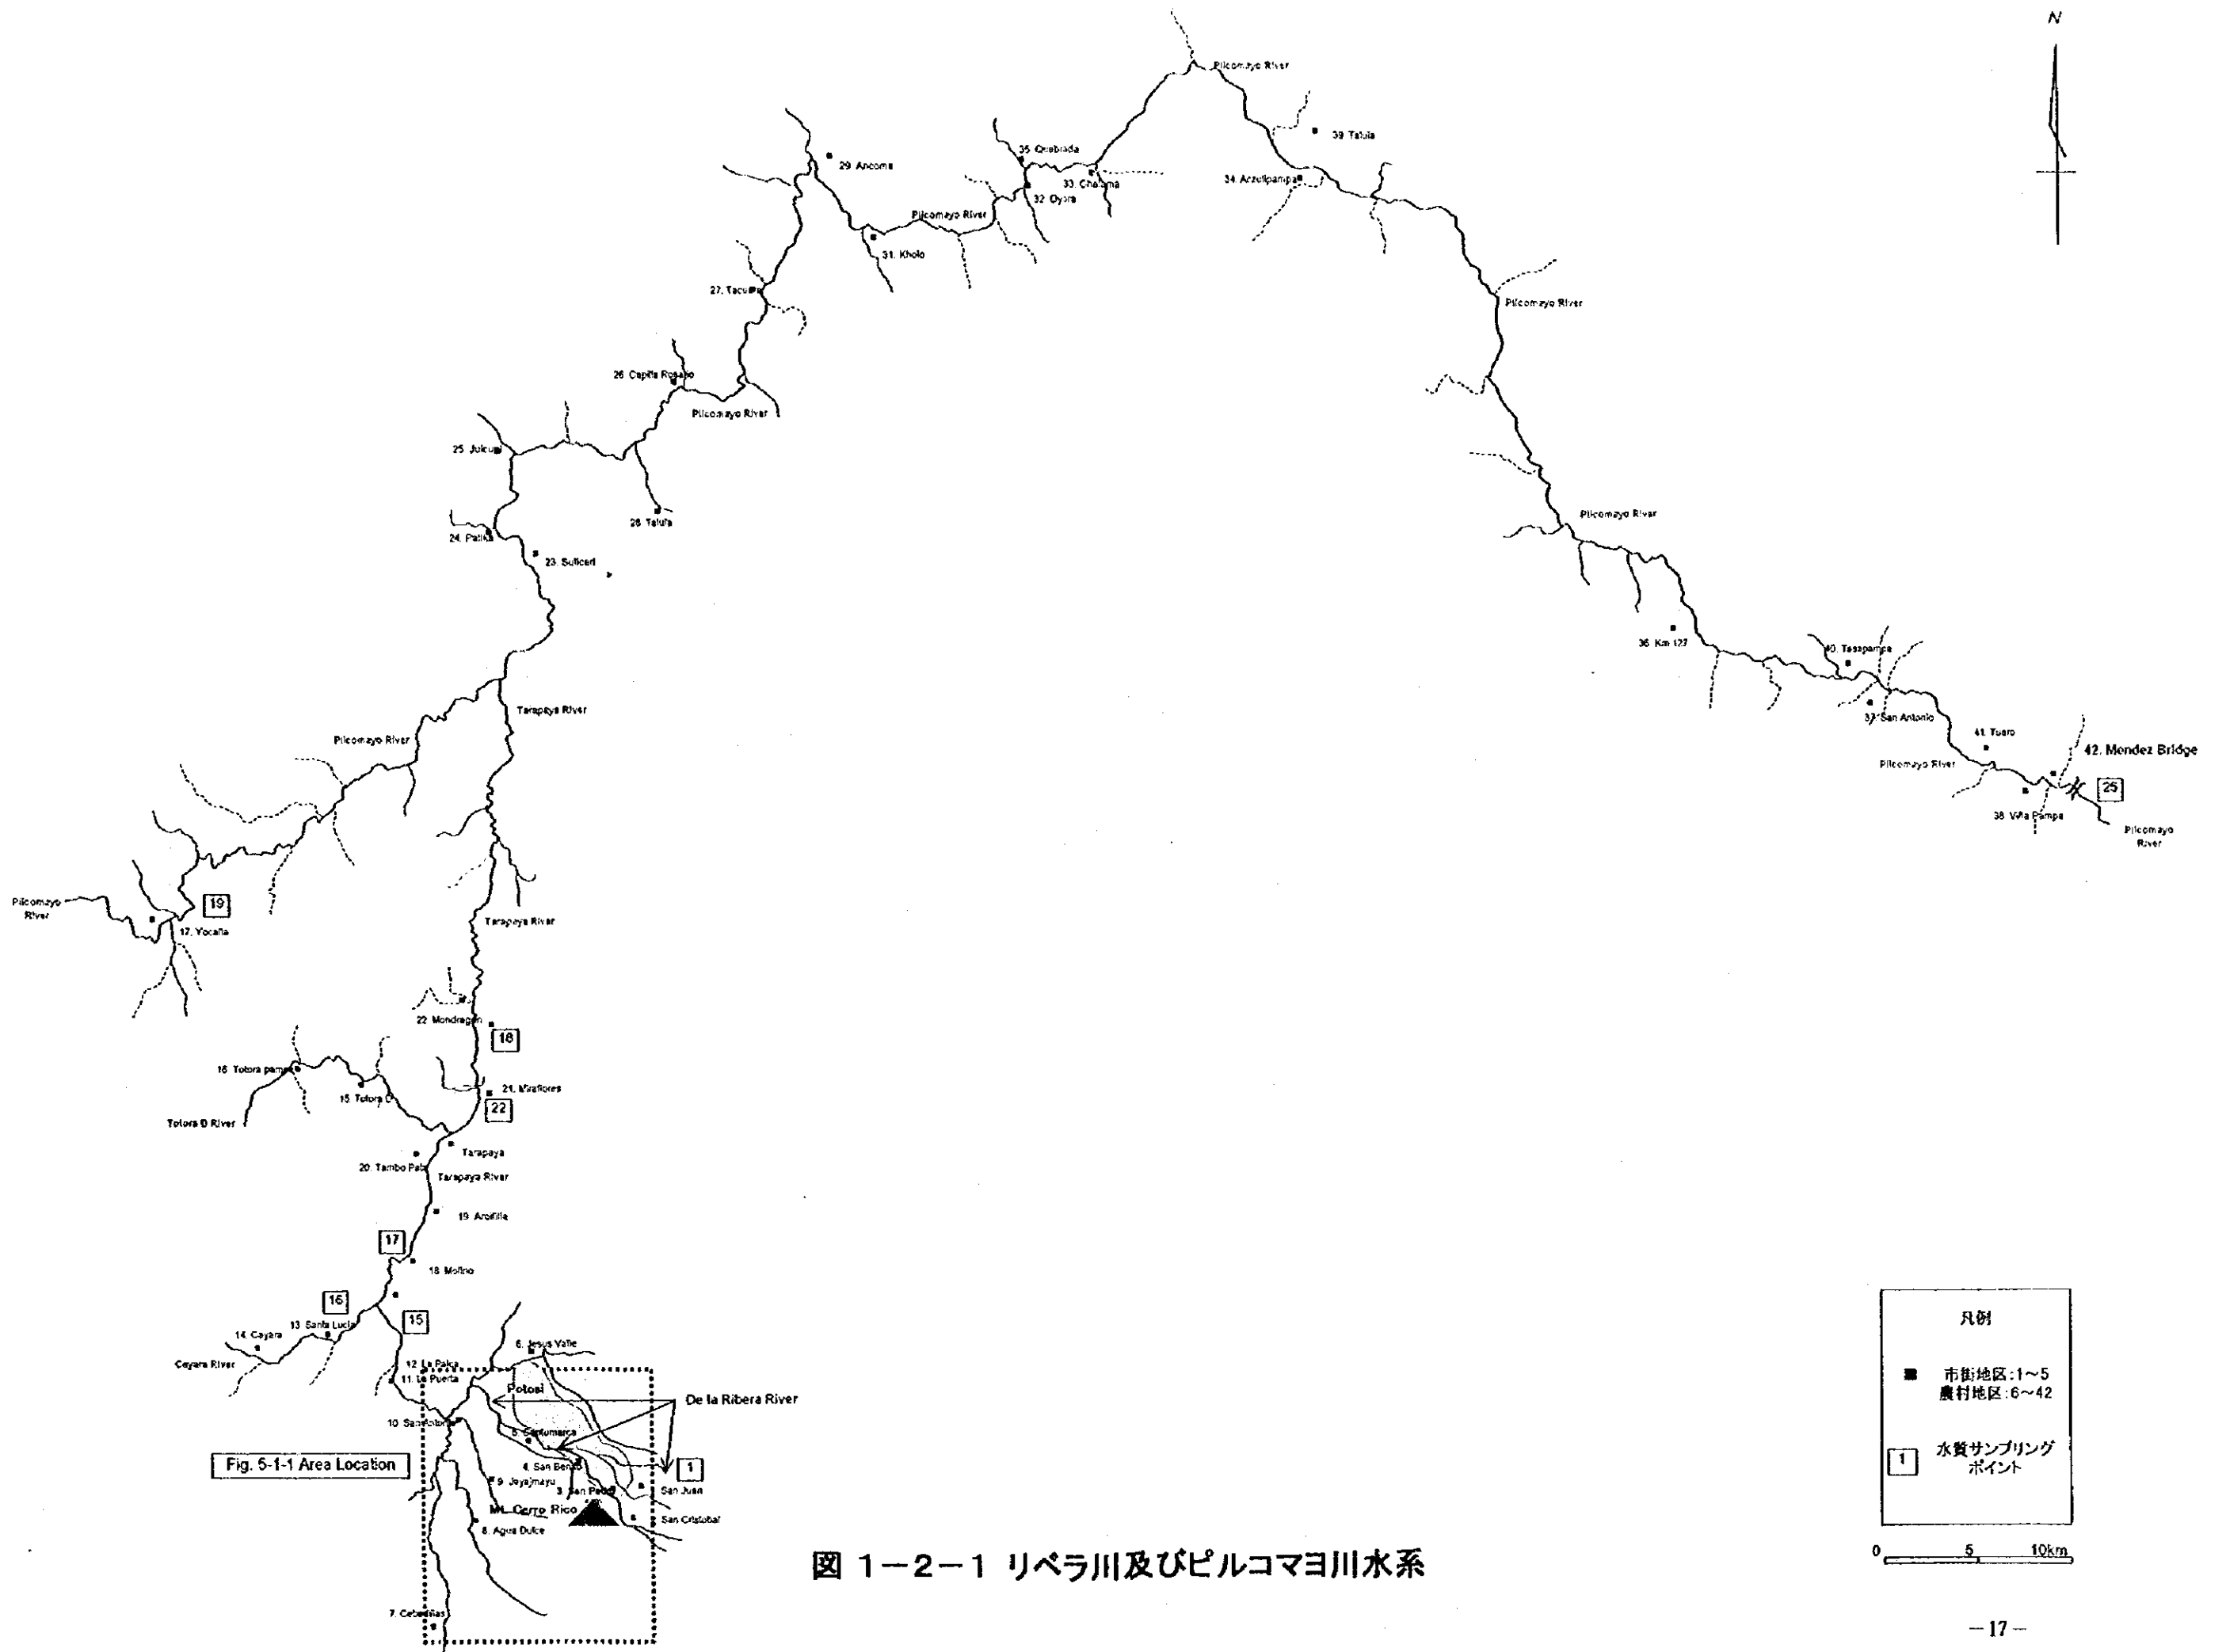 N
Pilcomayo River
39. Talula
29. Ancoma
35. Quebrada
33. Chaluma
34. Aczulipampa
32. Oyora
Pilcomayo River
31. Kholo
27. Tacuma
Pilcomayo River
26. Capilla Rosario
Pilcomayo River
25. Julcu
28. Talula
24. Patika
23. Sulicari
Pilcomayo River
36. Km 127
40. Tasapampa
Tarapaya River
37. San Antonio
Pilcomayo River
41. Tuero
42. Mendez Bridge
Pilcomayo River
25
38. Viña Pampa
Pilcomayo
River
19
Pilcomayo
River
17. Yocalla
Tarapaya River
22. Mondragon
18
16. Totora pampa
21. Miraflores
15. Totora D
22
Totora D River
Tarapaya
20. Tambo Pata
Tarapaya River
19. Arcifilla
17
18. Molino
16
凡例
13. Santa Lucia
15
14. Cayara
6. Jesus Valle
Cayara River
12. La Palca
市街地区:1～5
11. La Puerta
Potosi
農村地区:6～42
De la Ribera River
10. San Antonio
5. Cantumarca
水質サンプリング
Fig. 5-1-1 Area Location
4. San Benito
1
1
ポイント
9. Jayajmayu
3. San Pedro
San Juan
Mt. Cerro Rico
San Cristobal
8. Agua Dulce
0 5 10km
図 1－2－1 リベラ川及びピルコマヨ川水系
7. Cebadillas
－17－